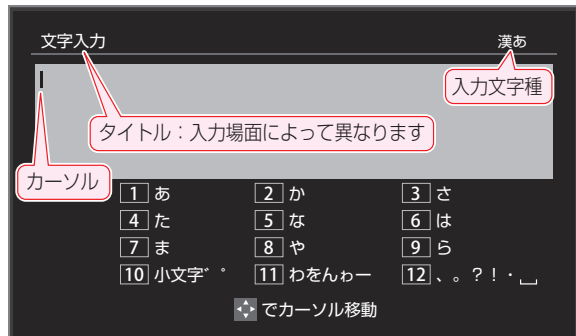 文字入力 漢あ
入力文字種
タイトル：入力場面によって異なります
カーソル
1 あ 2 か 3 さ
4 た 5 な 6 は
7 ま 8 や 9 ら
10 小文字゛゜ 11 わをんゎー 12 、。？！・␣
でカーソル移動